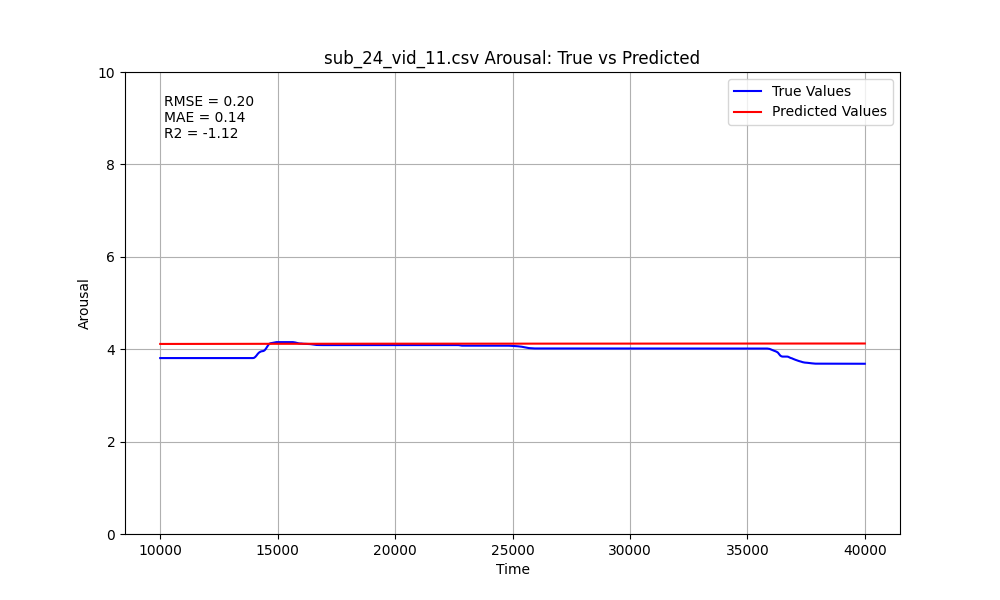 sub_24_vid_11.csv Arousal: True vs Predicted
RMSE = 0.20
MAE = 0.14
R2 = -1.12
True Values
Predicted Values
10
8
6
4
2
0
Arousal
10000 15000 20000 25000 30000 35000 40000
Time